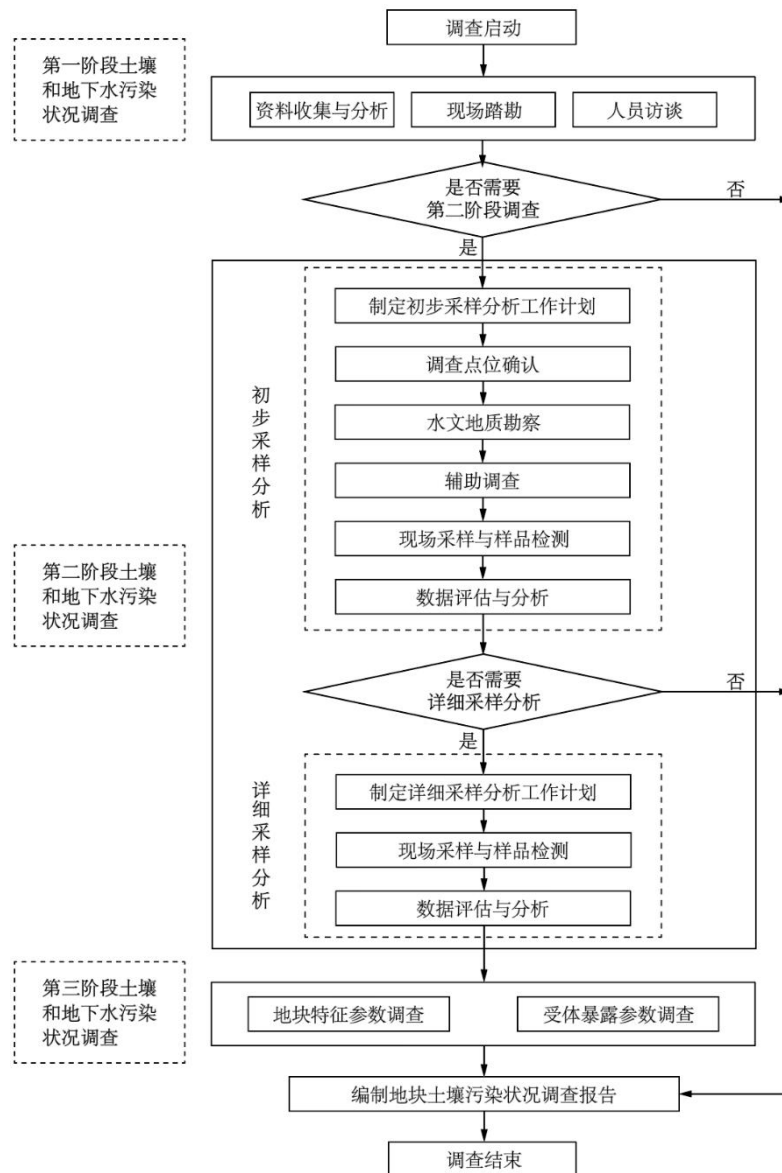 调查启动
第一阶段土壤
和地下水污染
状况调查
资料收集与分析
现场踏勘
人员访谈
是否需要
第二阶段调查
否
是
制定初步采样分析工作计划
调查点位确认
初步采样分析
水文地质勘察
辅助调查
现场采样与样品检测
第二阶段土壤
和地下水污染
状况调查
数据评估与分析
是否需要
详细采样分析
否
是
详细采样分析
制定详细采样分析工作计划
现场采样与样品检测
数据评估与分析
第三阶段土壤
和地下水污染
状况调查
地块特征参数调查
受体暴露参数调查
编制地块土壤污染状况调查报告
调查结束